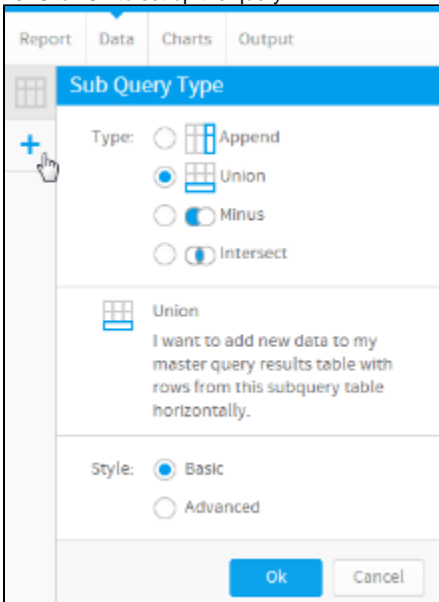 Report Data Charts Output
Sub Query Type
Type: Append
Union
Minus
Intersect
Union
I want to add new data to my
master query results table with
rows from this subquery table
horizontally.
Style: Basic
Advanced
Ok Cancel